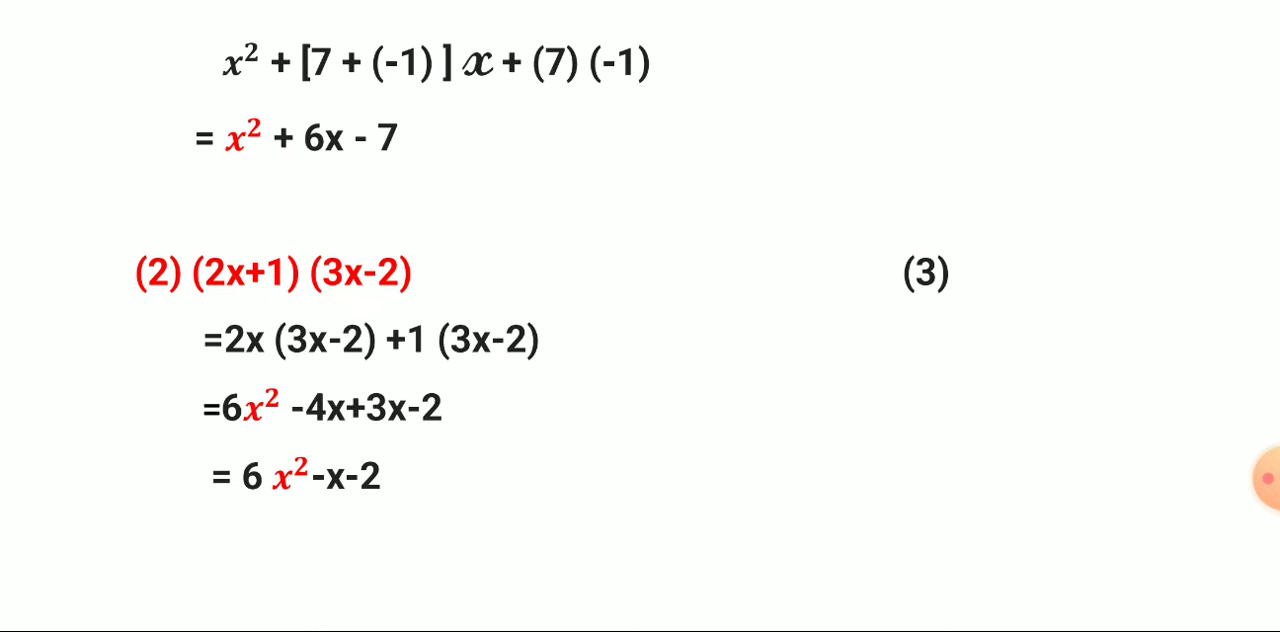 x² + [7 + (-1) ] x + (7) (-1)
= x² + 6x - 7
(2) (2x+1) (3x-2) (3)
=2x (3x-2) +1 (3x-2)
=6x² -4x+3x-2
= 6 x²-x-2